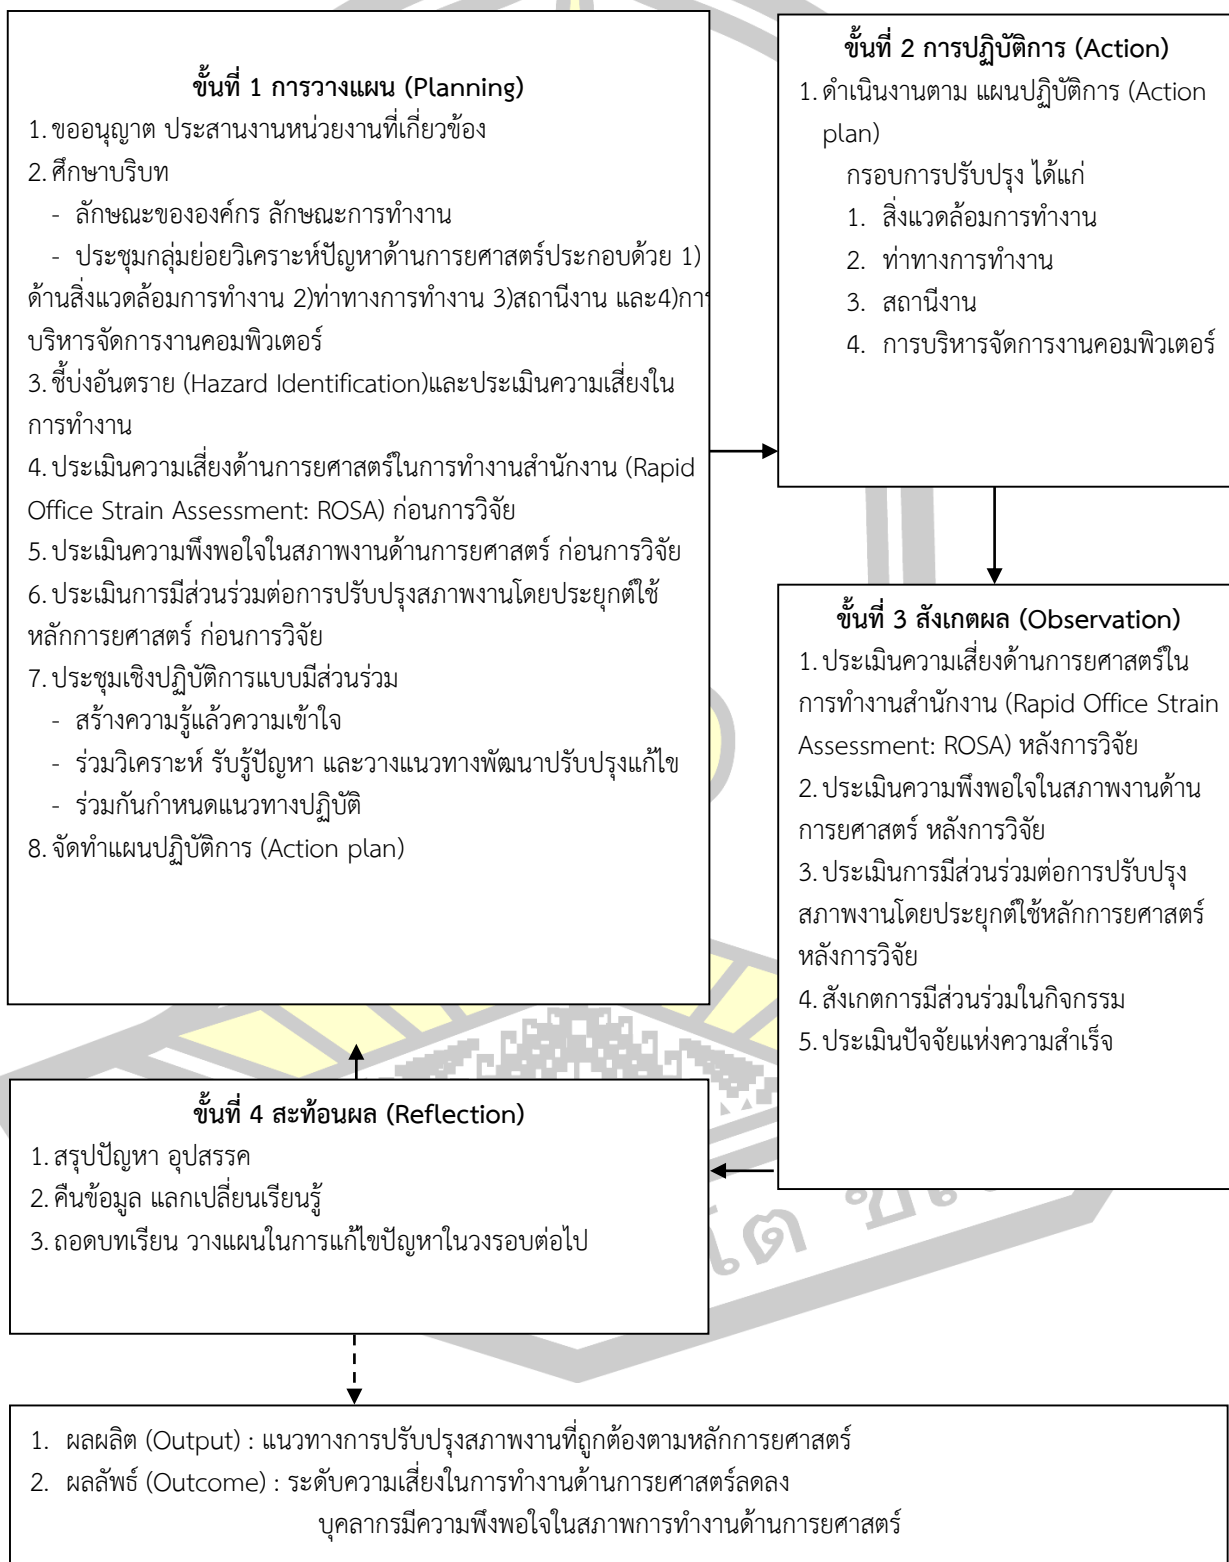 ขั้นที่ 1 การวางแผน (Planning)
1. ขออนุญาต ประสานงานหน่วยงานที่เกี่ยวข้อง
2. ศึกษาบริบท
- ลักษณะขององค์กร ลักษณะการทำงาน
- ประชุมกลุ่มย่อยวิเคราะห์ปัญหาด้านการยศาสตร์ประกอบด้วย 1)
ด้านสิ่งแวดล้อมการทำงาน 2)ท่าทางการทำงาน 3)สถานีงาน และ4)การ
บริหารจัดการงานคอมพิวเตอร์
3. ชี้บ่งอันตราย (Hazard Identification)และประเมินความเสี่ยงใน
การทำงาน
4. ประเมินความเสี่ยงด้านการยศาสตร์ในการทำงานสำนักงาน (Rapid
Office Strain Assessment: ROSA) ก่อนการวิจัย
5. ประเมินความพึงพอใจในสภาพงานด้านการยศาสตร์ ก่อนการวิจัย
6. ประเมินการมีส่วนร่วมต่อการปรับปรุงสภาพงานโดยประยุกต์ใช้
หลักการยศาสตร์ ก่อนการวิจัย
7. ประชุมเชิงปฏิบัติการแบบมีส่วนร่วม
- สร้างความรู้แล้วความเข้าใจ
- ร่วมวิเคราะห์ รับรู้ปัญหา และวางแนวทางพัฒนาปรับปรุงแก้ไข
- ร่วมกันกำหนดแนวทางปฏิบัติ
8. จัดทำแผนปฏิบัติการ (Action plan)
ขั้นที่ 2 การปฏิบัติการ (Action)
1. ดำเนินงานตาม แผนปฏิบัติการ (Action
plan)
กรอบการปรับปรุง ได้แก่
1. สิ่งแวดล้อมการทำงาน
2. ท่าทางการทำงาน
3. สถานีงาน
4. การบริหารจัดการงานคอมพิวเตอร์
ขั้นที่ 3 สังเกตผล (Observation)
1. ประเมินความเสี่ยงด้านการยศาสตร์ใน
การทำงานสำนักงาน (Rapid Office Strain
Assessment: ROSA) หลังการวิจัย
2. ประเมินความพึงพอใจในสภาพงานด้าน
การยศาสตร์ หลังการวิจัย
3. ประเมินการมีส่วนร่วมต่อการปรับปรุง
สภาพงานโดยประยุกต์ใช้หลักการยศาสตร์
หลังการวิจัย
4. สังเกตการมีส่วนร่วมในกิจกรรม
5. ประเมินปัจจัยแห่งความสำเร็จ
ขั้นที่ 4 สะท้อนผล (Reflection)
1. สรุปปัญหา อุปสรรค
2. คืนข้อมูล แลกเปลี่ยนเรียนรู้
3. ถอดบทเรียน วางแผนในการแก้ไขปัญหาในวงรอบต่อไป
1. ผลผลิต (Output) : แนวทางการปรับปรุงสภาพงานที่ถูกต้องตามหลักการยศาสตร์
2. ผลลัพธ์ (Outcome) : ระดับความเสี่ยงในการทำงานด้านการยศาสตร์ลดลง
บุคลากรมีความพึงพอใจในสภาพการทำงานด้านการยศาสตร์